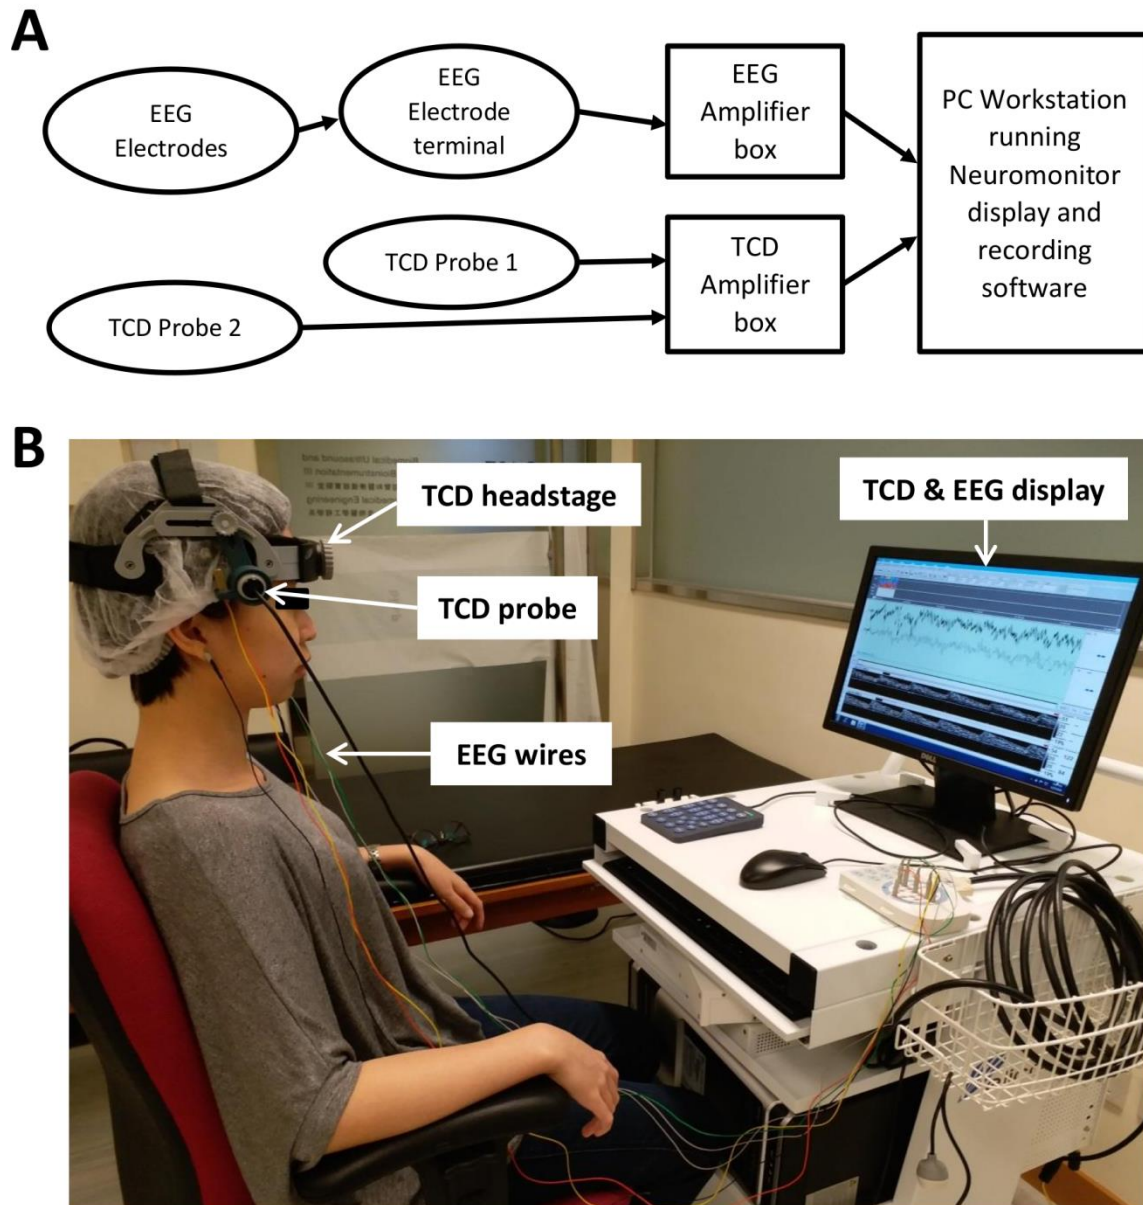 A
EEG
Electrodes
EEG
Electrode
terminal
EEG
Amplifier
box
PC Workstation
running
Neuromonitor
display and
recording
software
TCD Probe 1
TCD Probe 2
TCD
Amplifier
box
B
TCD headstage
TCD & EEG display
TCD probe
EEG wires
DELL